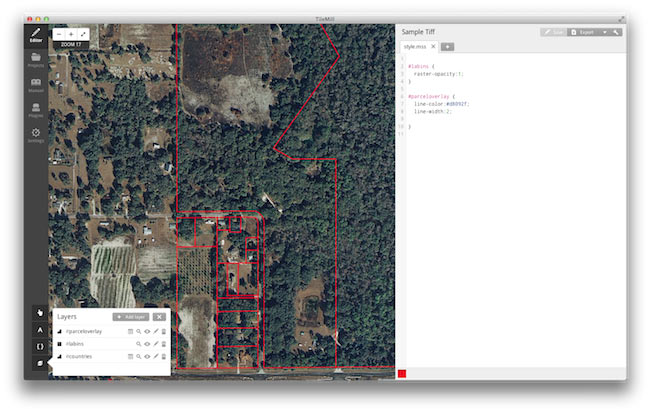 TileMill
Editor
Projects
Manual
Plugins
Settings
- +
ZOOM 17
Sample Tiff
Save
Export
style.mss × +
1
2 #labins {
3 raster-opacity:1;
4 }
5
6 #parceloverlay {
7 line-color:#d6092f;
8 line-width:2;
9
10 }
11
A
{}
Layers
+ Add layer
×
#parceloverlay
#labins
#countries